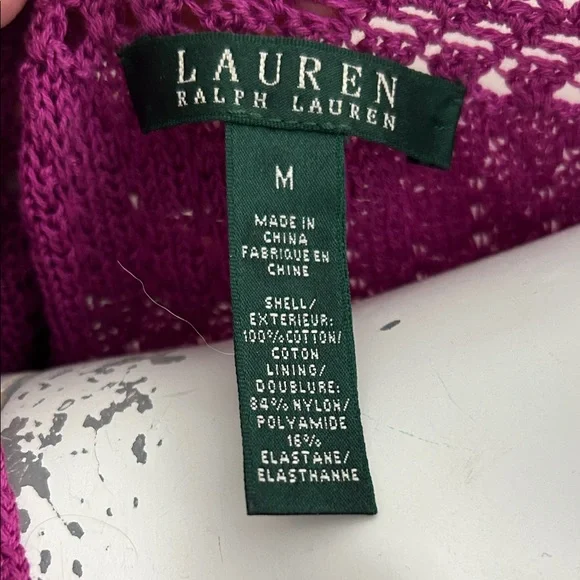 LAUREN
RALPH LAUREN
M
MADE IN
CHINA
FABRIQUE EN
CHINE
SHELL/
EXTERIEUR:
100% COTTON/
COTON
LINING/
DOUBLURE:
84% NYLON/
POLYAMIDE
16%
ELASTANE/
ELASTHANNE